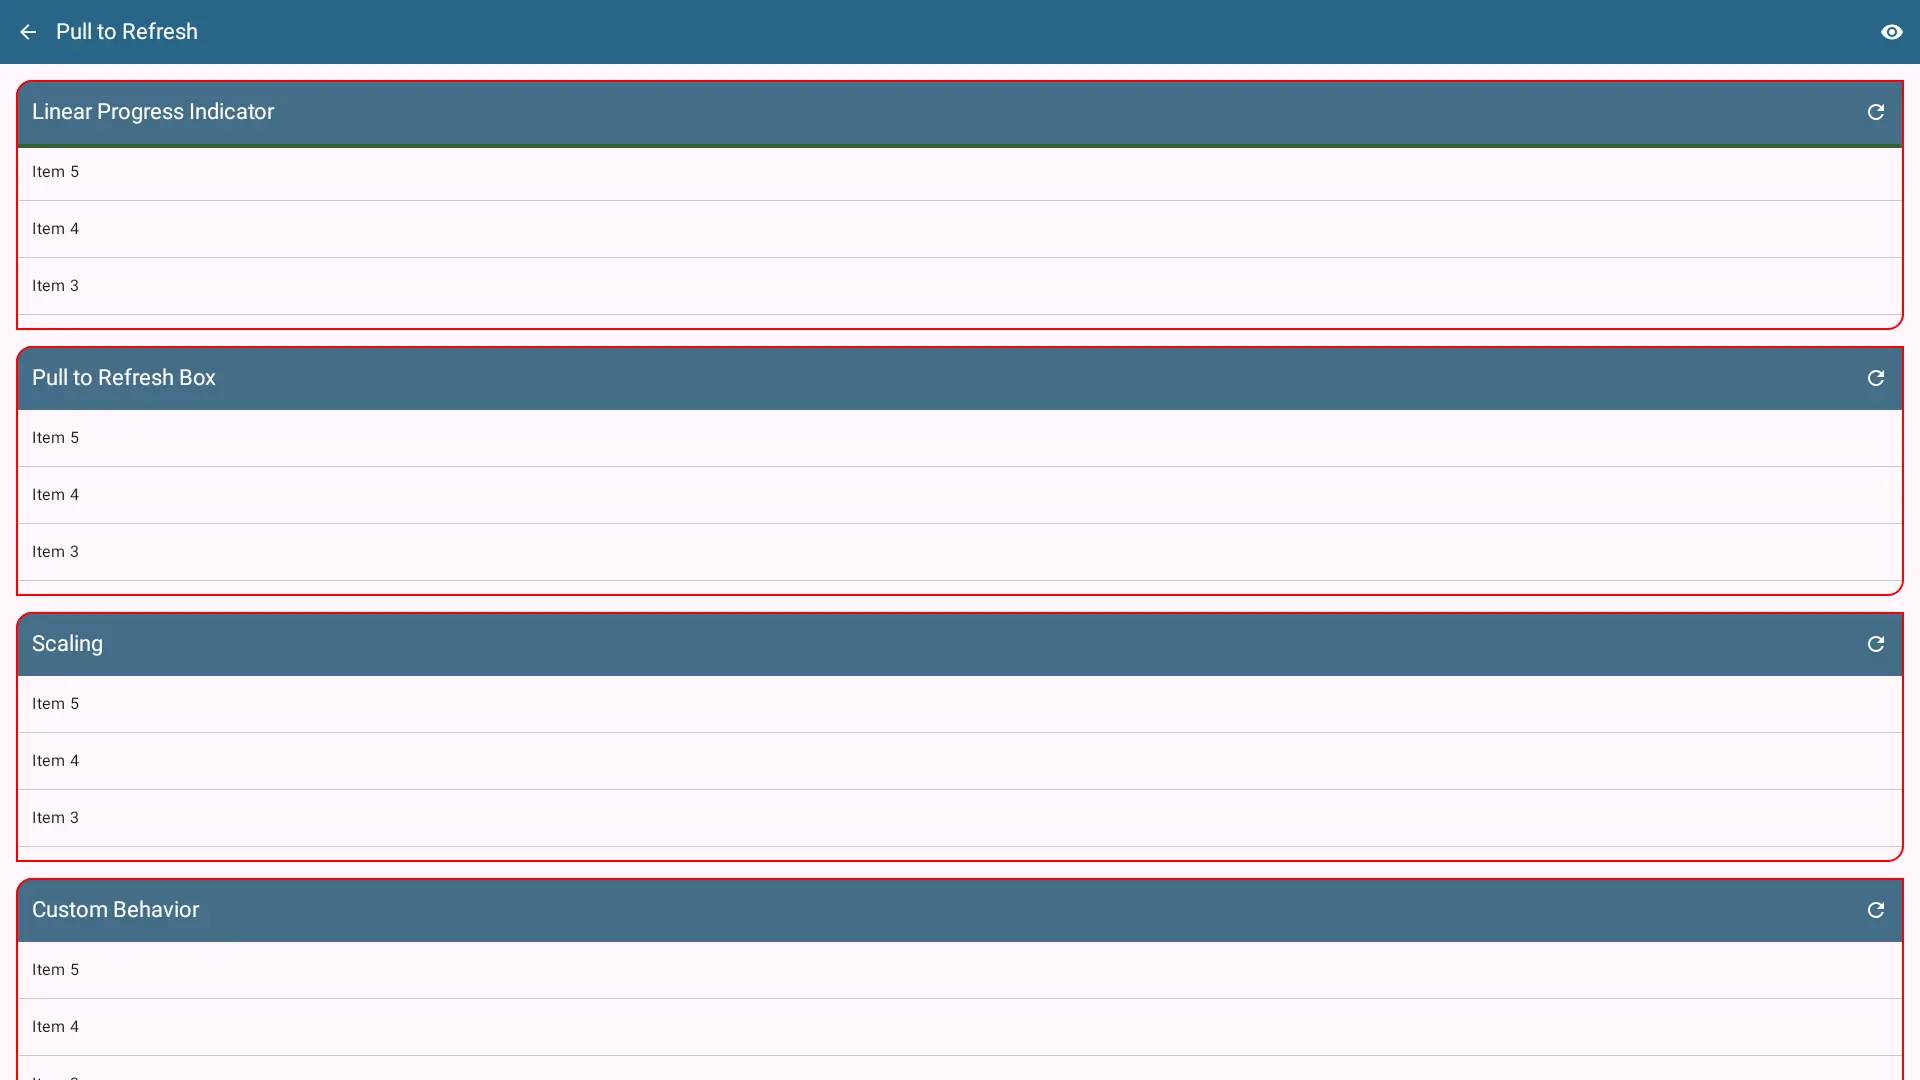 Pull to Refresh
Linear Progress Indicator
Item 5
Item 4
Item 3
Pull to Refresh Box
Item 5
Item 4
Item 3
Scaling
Item 5
Item 4
Item 3
Custom Behavior
Item 5
Item 4